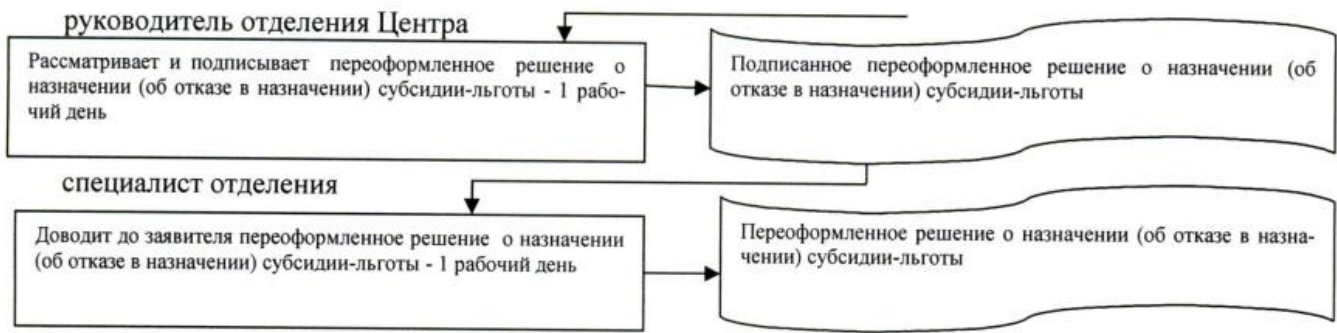 руководитель отделения Центра
Рассматривает и подписывает переоформленное решение о
назначении (об отказе в назначении) субсидии-льготы - 1 рабо-
чий день
Подписанное переоформленное решение о назначении (об
отказе в назначении) субсидии-льготы
специалист отделения
Доводит до заявителя переоформленное решение о назначении
(об отказе в назначении) субсидии-льготы - 1 рабочий день
Переоформленное решение о назначении (об отказе в назна-
чении) субсидии-льготы